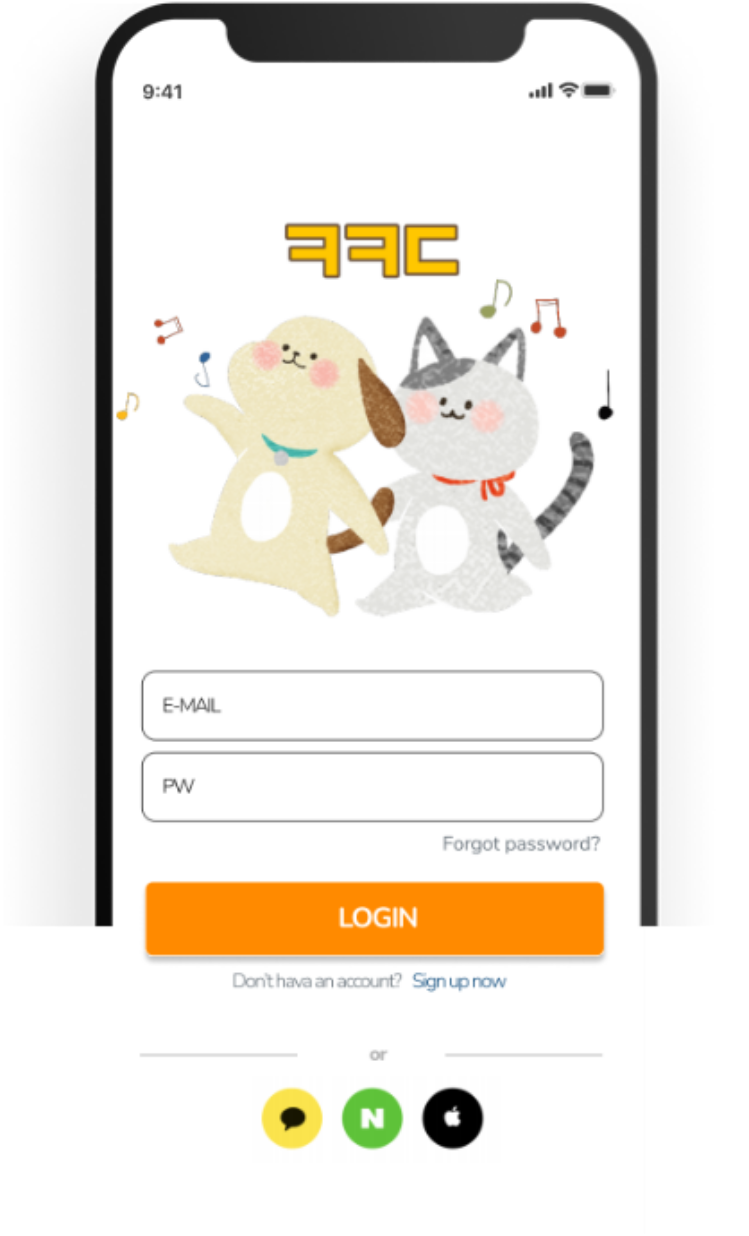 9:41
ㅋㅋㄷ
E-MAIL
PW
Forgot password?
LOGIN
Don't hava an account? Sign up now
or
N